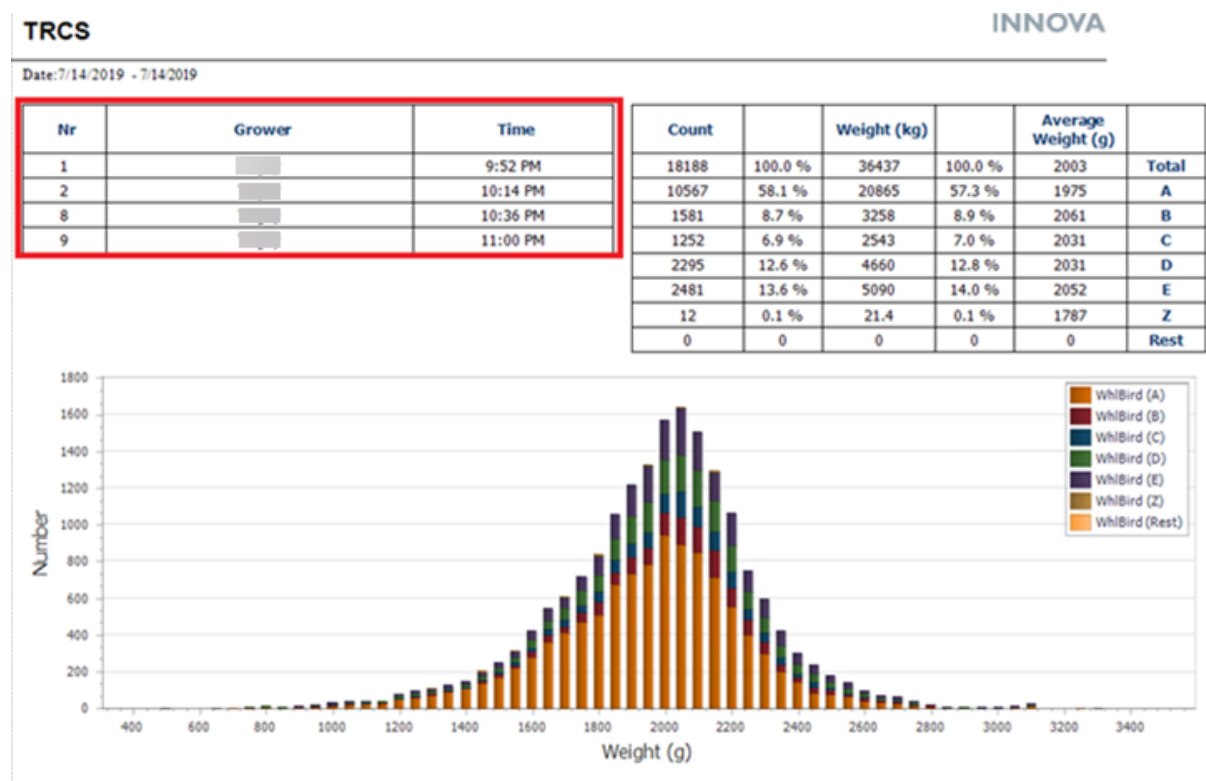 TRCS
INNOVA
Date:7/14/2019 - 7/14/2019
Nr Grower Time
1 9:52 PM
2 10:14 PM
8 10:36 PM
9 11:00 PM
Count Weight (kg) Average
Weight (g)
18188 100.0 % 36437 100.0 % 2003 Total
10567 58.1 % 20865 57.3 % 1975 A
1581 8.7 % 3258 8.9 % 2061 B
1252 6.9 % 2543 7.0 % 2031 C
2295 12.6 % 4660 12.8 % 2031 D
2481 13.6 % 5090 14.0 % 2052 E
12 0.1 % 21.4 0.1 % 1787 Z
0 0 0 0 0 Rest
1800
1600
1400
1200
1000
800
600
400
200
0
Number
WhlBird (A)
WhlBird (B)
WhlBird (C)
WhlBird (D)
WhlBird (E)
WhlBird (Z)
WhlBird (Rest)
400 600 800 1000 1200 1400 1600 1800 2000 2200 2400 2600 2800 3000 3200 3400
Weight (g)